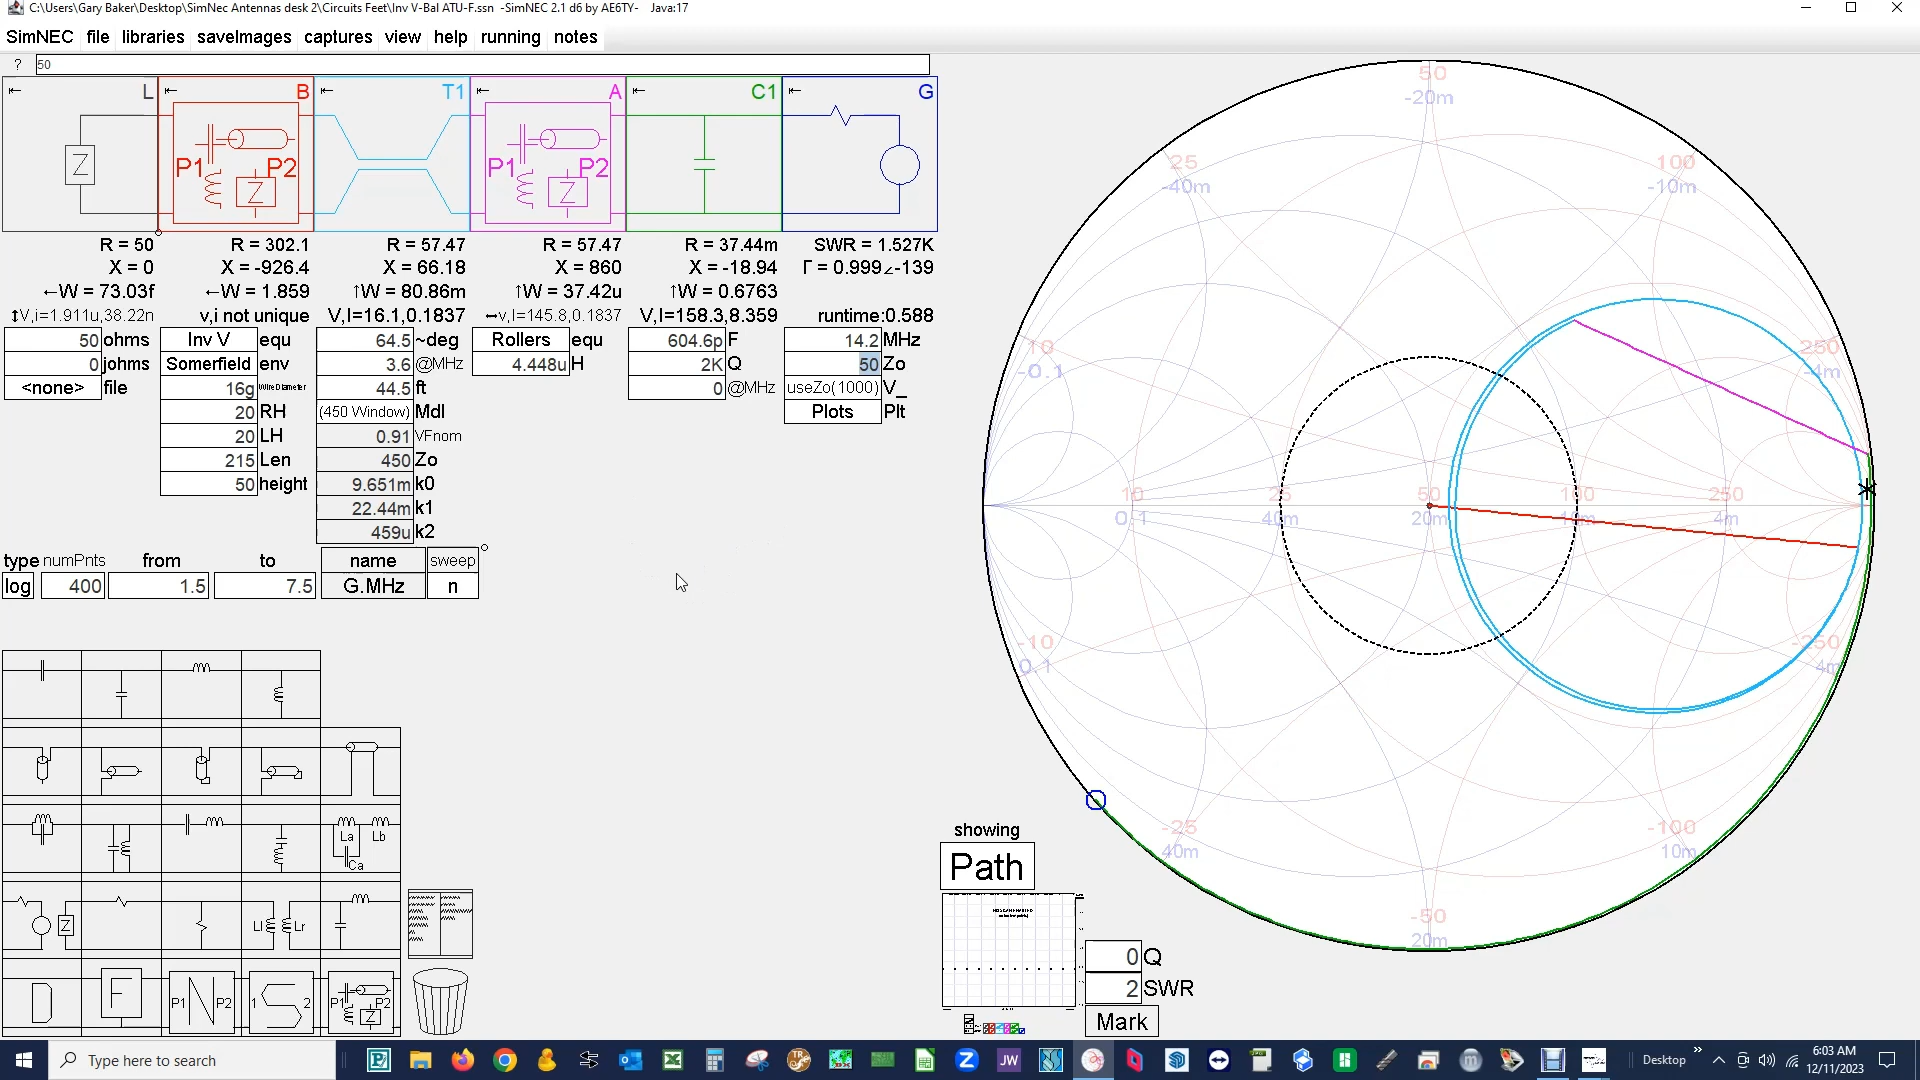 C:\Users\Gary Baker\Desktop\SimNec Antennas desk 2\Circuits Feet\Inv V-Bal ATU-F.ssn -SimNEC 2.1 d6 by AE6TY- Java:17
SimNEC file libraries saveImages captures view help running notes
? 50
L B T1 A C1 G
Z P1 P2 Z P1 P2 Z
R = 50 R = 302.1 R = 57.47 R = 57.47 R = 37.44m SWR = 1.527K
X = 0 X = -926.4 X = 66.18 X = 860 X = -18.94 Γ = 0.999∠-139
←W = 73.03f ←W = 1.859 ↑W = 80.86m ↑W = 37.42u ↑W = 0.6763
↕V,i=1.911u,38.22n v,i not unique V,I=16.1,0.1837 ↔v,I=145.8,0.1837 V,I=158.3,8.359 runtime:0.588
50 ohms Inv V equ 64.5 ~deg Rollers equ 604.6p F 14.2 MHz
0 johms Somerfield env 3.6 @MHz 4.448u H 2K Q 50 Zo
<none> file 16g Wire Diameter 44.5 ft 0 @MHz useZo(1000) V_
20 RH (450 Window) Mdl Plots Plt
20 LH 0.91 VFnom
215 Len 450 Zo
50 height 9.651m k0
22.44m k1
459u k2
type numPnts from to name sweep
log 400 1.5 7.5 G.MHz n
La Lb
Ca
Z Ll Lr
D F P1 N P2 1 S 2 P1 P2 Z
50
-20m
25 100
-40m -10m
10 250
-0.1 -4m
10 25 50 100 250
0.1 40m 20m 10m 4m
-10 -250
0.1 4m
-25 -100
40m 10m
-50
20m
showing
Path
0 Q
2 SWR
Mark
Type here to search
Desktop
6:03 AM
12/11/2023